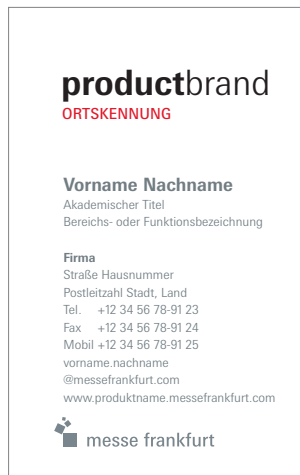 productbrand
ORTSKENNUNG
Vorname Nachname
Akademischer Titel
Bereichs- oder Funktionsbezeichnung
Firma
Straße Hausnummer
Postleitzahl Stadt, Land
Tel. +12 34 56 78-91 23
Fax +12 34 56 78-91 24
Mobil +12 34 56 78-91 25
vorname.nachname
@messefrankfurt.com
www.produktname.messefrankfurt.com
messe frankfurt